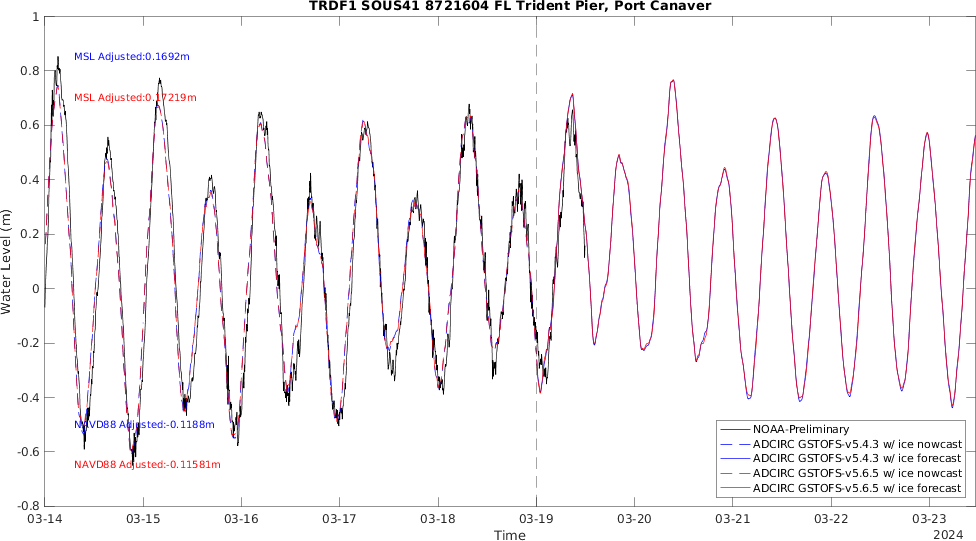 TRDF1 SOUS41 8721604 FL Trident Pier, Port Canaver
1
0.8
0.6
0.4
0.2
0
-0.2
-0.4
-0.6
-0.8
Water Level (m)
MSL Adjusted:0.1692m
MSL Adjusted:0.17219m
NAVD88 Adjusted:-0.1188m
NAVD88 Adjusted:-0.11581m
NOAA-Preliminary
ADCIRC GSTOFS-v5.4.3 w/ ice nowcast
ADCIRC GSTOFS-v5.4.3 w/ ice forecast
ADCIRC GSTOFS-v5.6.5 w/ ice nowcast
ADCIRC GSTOFS-v5.6.5 w/ ice forecast
03-14 03-15 03-16 03-17 03-18 03-19 03-20 03-21 03-22 03-23
Time
2024